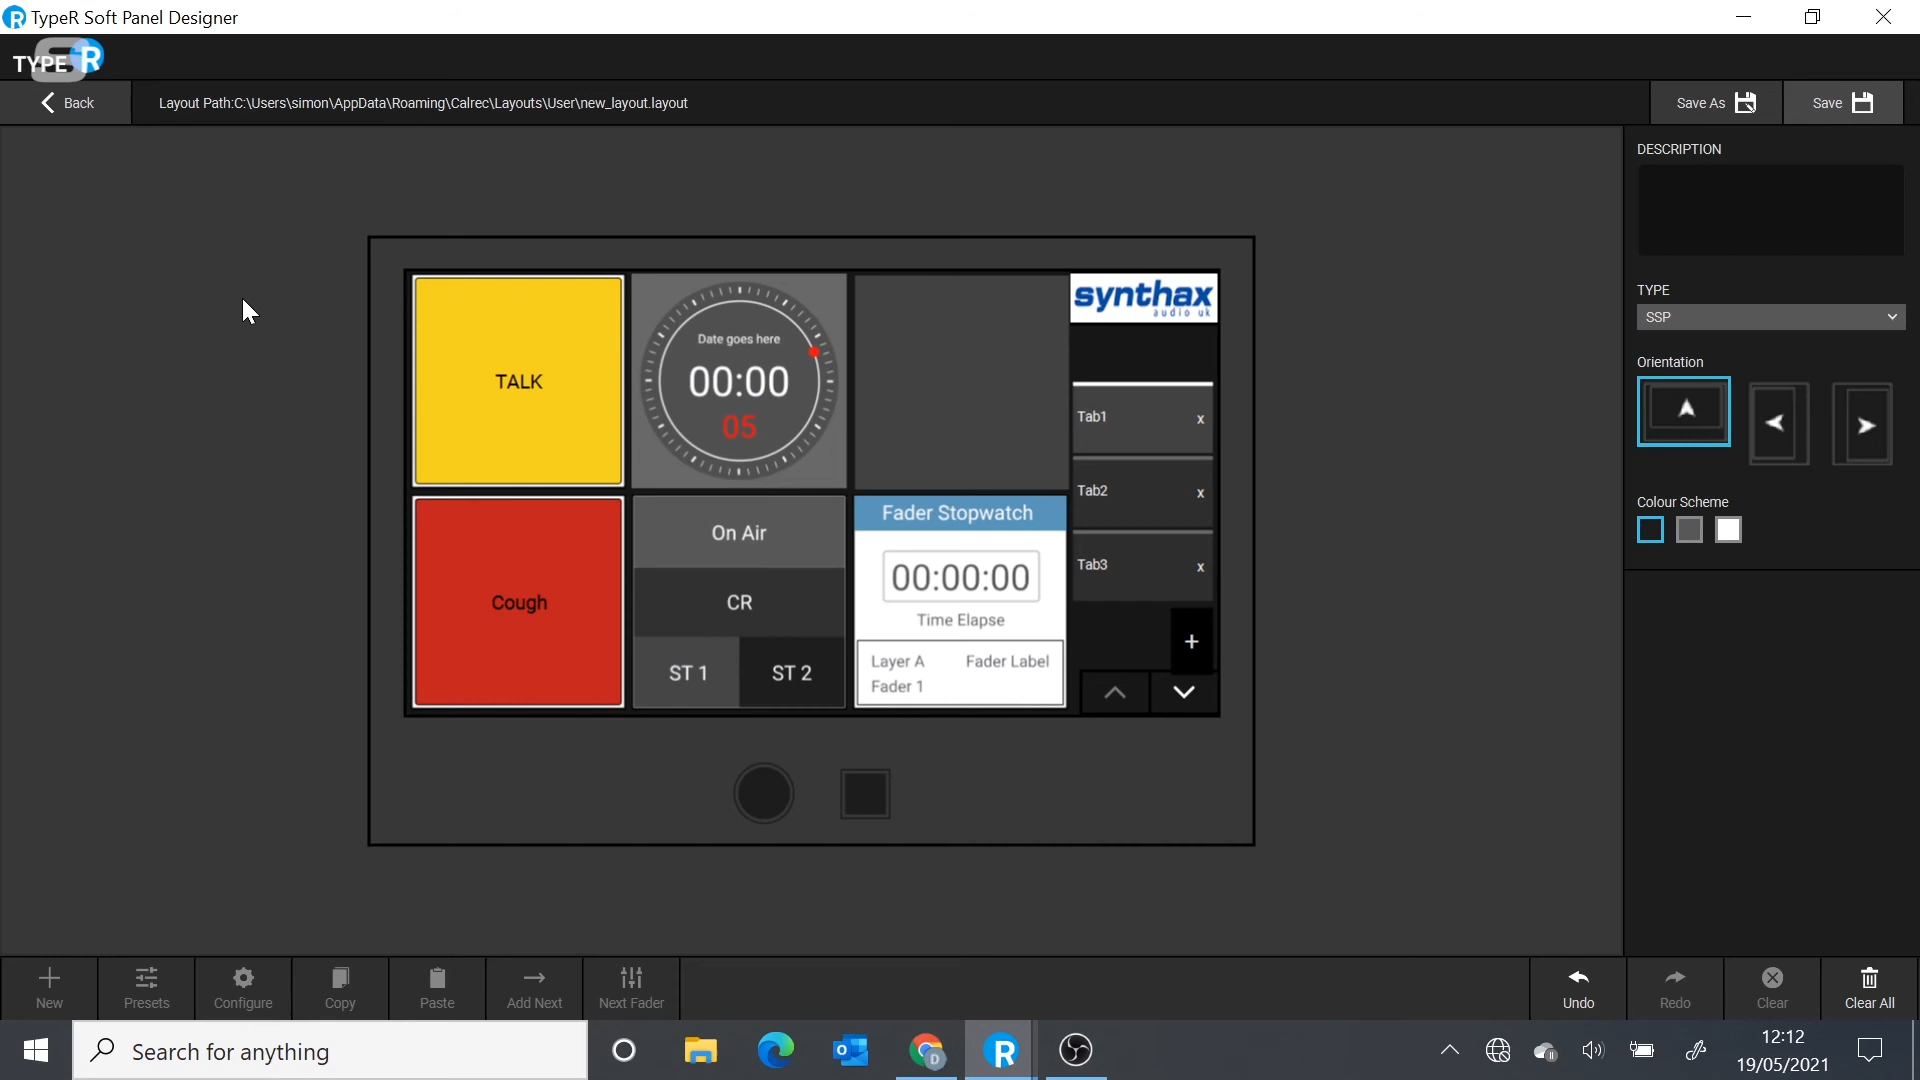 TypeR Soft Panel Designer
TYPE R
Back
Layout Path:C:\Users\simon\AppData\Roaming\Calrec\Layouts\User\new_layout.layout
Save As
Save
DESCRIPTION
TYPE
SSP
Orientation
Colour Scheme
TALK
Date goes here
00:00
05
synthax
audio uk
Tab1 x
Tab2 x
Tab3 x
+
Cough
On Air
CR
ST 1 ST 2
Fader Stopwatch
00:00:00
Time Elapse
Layer A Fader Label
Fader 1
New
Presets
Configure
Copy
Paste
Add Next
Next Fader
Undo
Redo
Clear
Clear All
Search for anything
D
R
12:12
19/05/2021